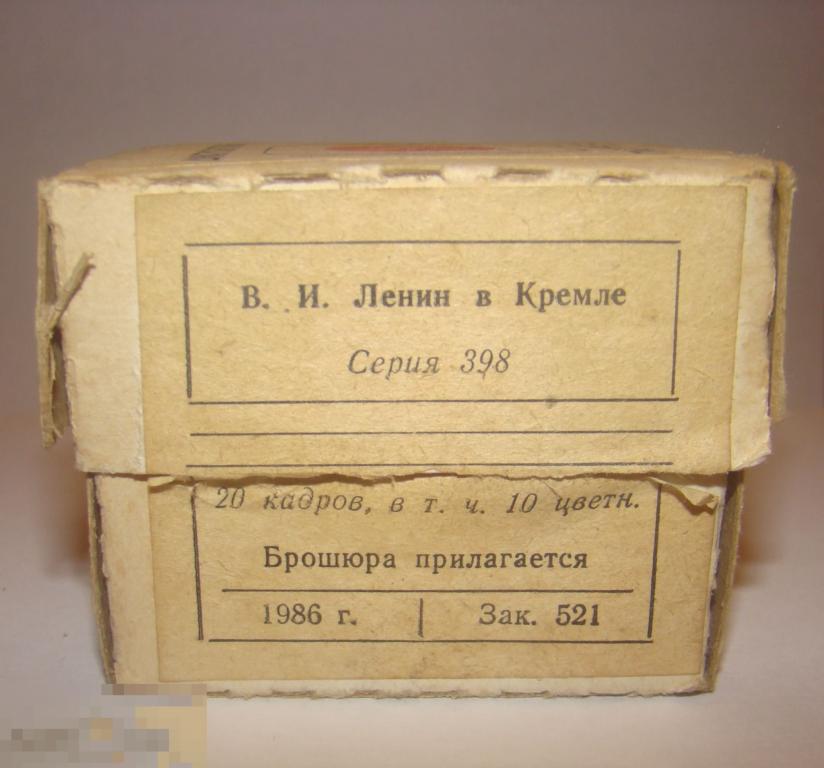 В. И. Ленин в Кремле
Серия 398
20 кадров, в т. ч. 10 цветн.
Брошюра прилагается
1986 г. Зак. 521